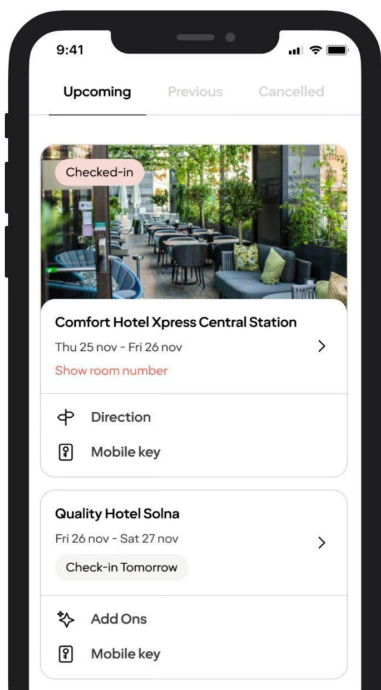 9:41
Upcoming Previous Cancelled
Checked-in
Comfort Hotel Xpress Central Station
Thu 25 nov - Fri 26 nov
Show room number
Direction
Mobile key
Quality Hotel Solna
Fri 26 nov - Sat 27 nov
Check-in Tomorrow
Add Ons
Mobile key